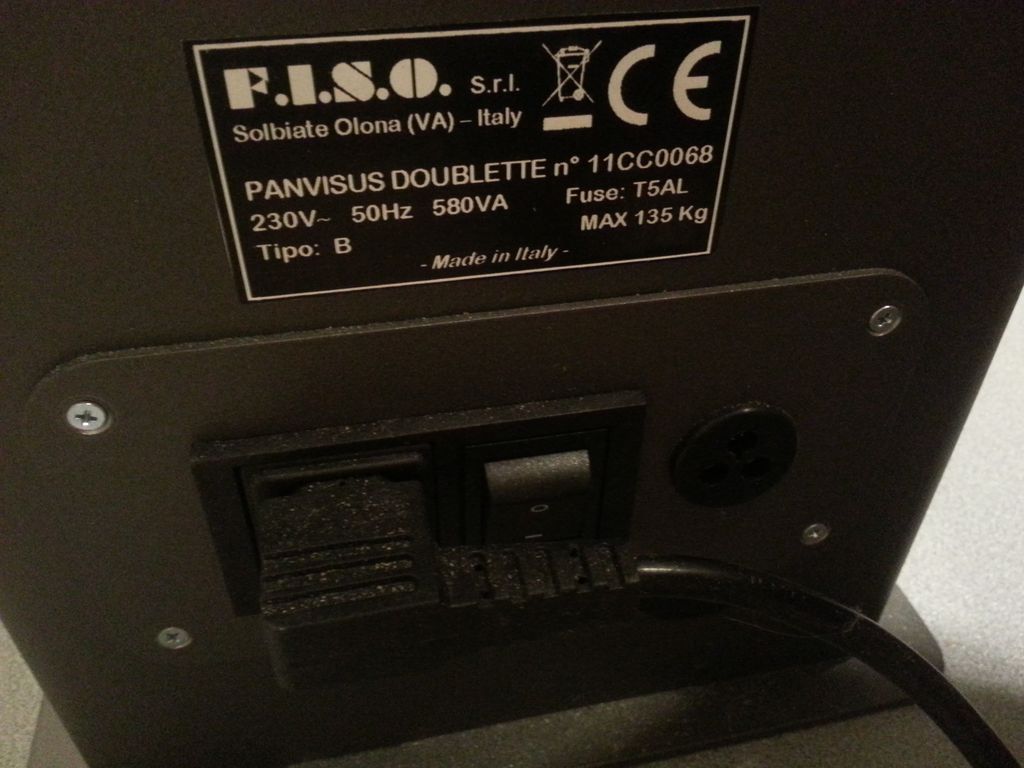 F.I.S.O. S.r.l.
CE
Solbiate Olona (VA) – Italy
PANVISUS DOUBLETTE n° 11CC0068
230V~ 50Hz 580VA Fuse: T5AL
Tipo: B MAX 135 Kg
- Made in Italy -